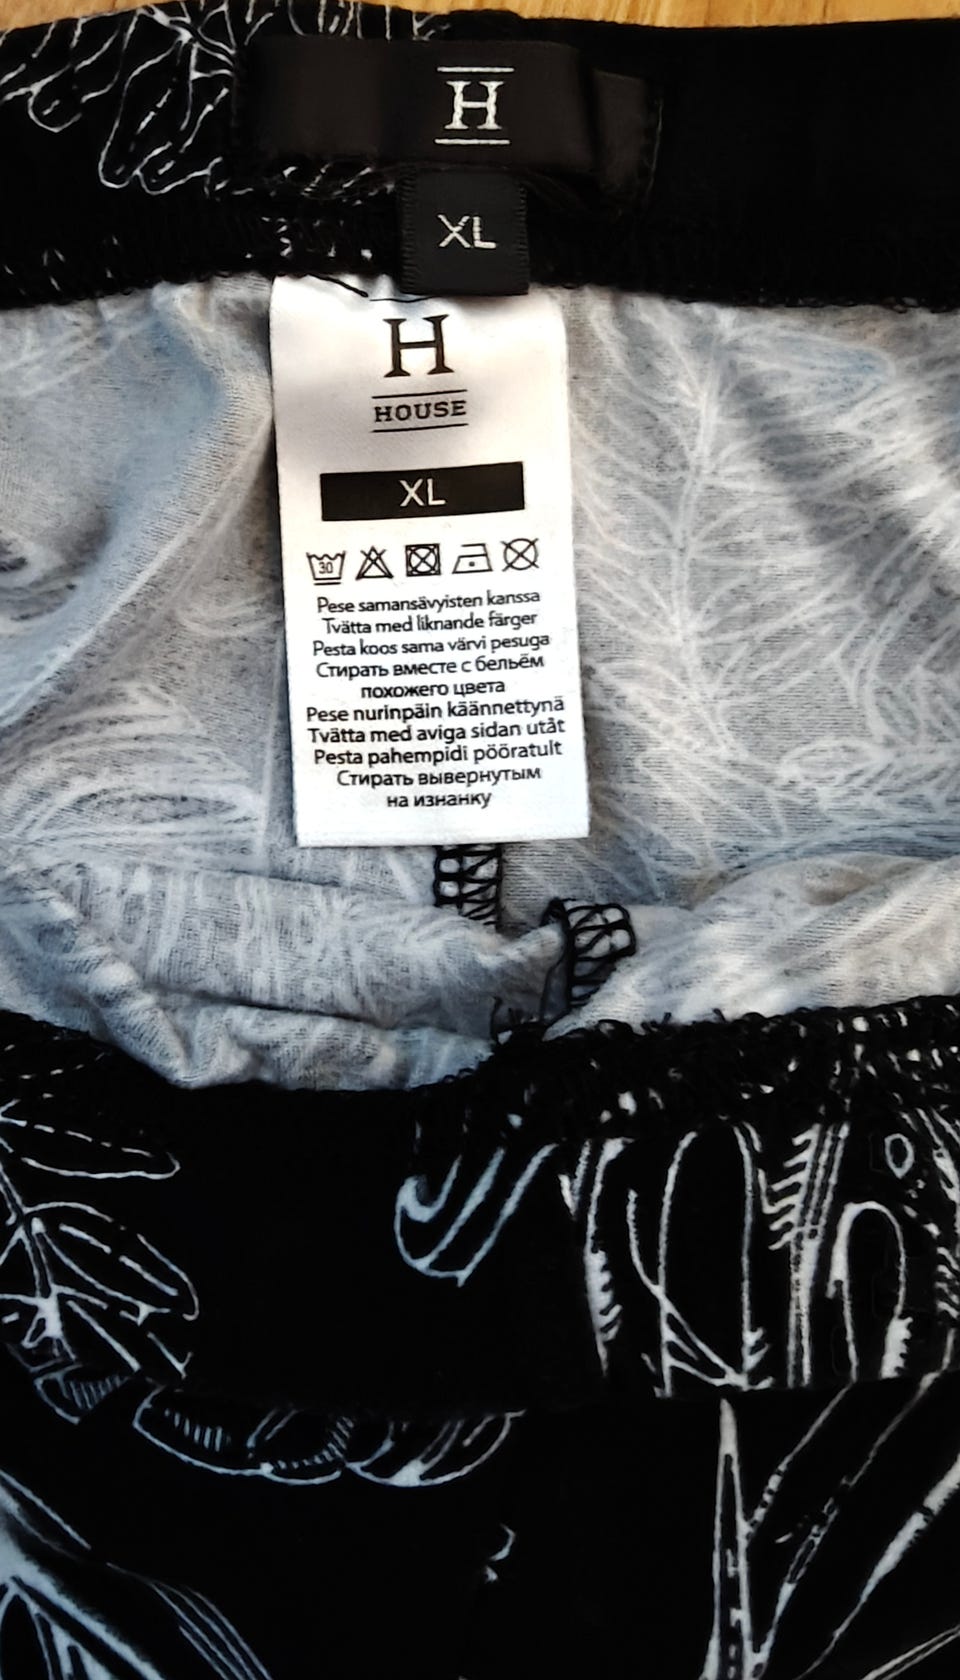 H
XL
H
HOUSE
XL
30
Pese samansävyisten kanssa
Tvätta med liknande färger
Pesta koos sama värvi pesuga
Стирать вместе с бельём
похожего цвета
Pese nurinpäin käännettynä
Tvätta med aviga sidan utåt
Pesta pahempidi pööratult
Стирать вывернутым
на изнанку